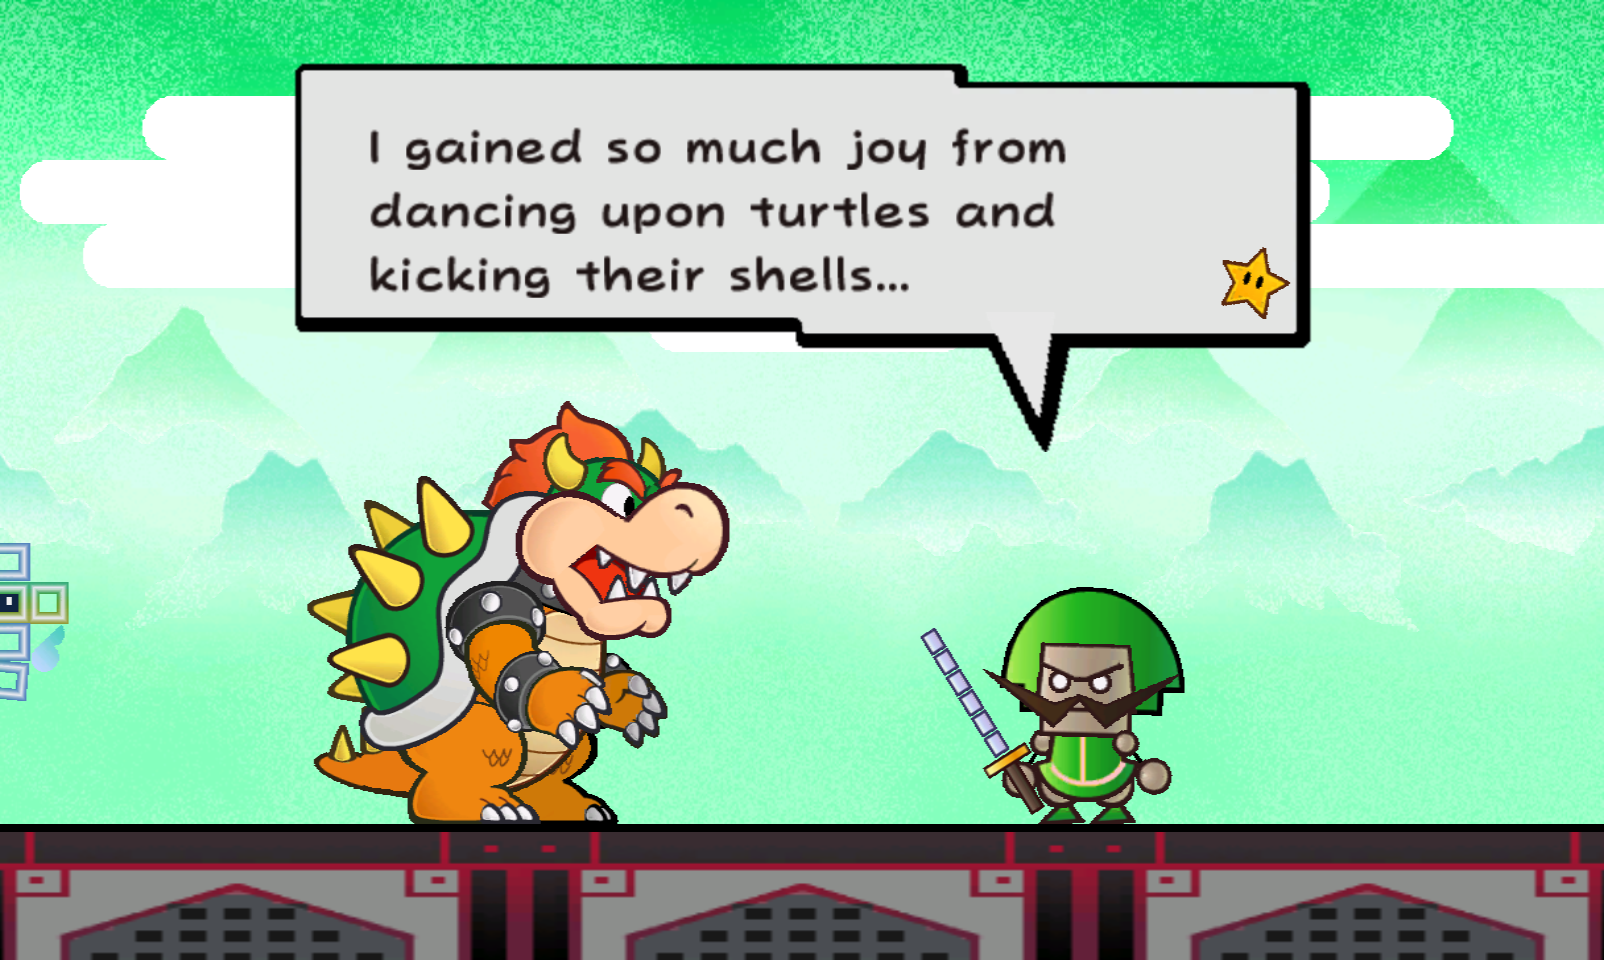 I gained so much joy from
dancing upon turtles and
kicking their shells...